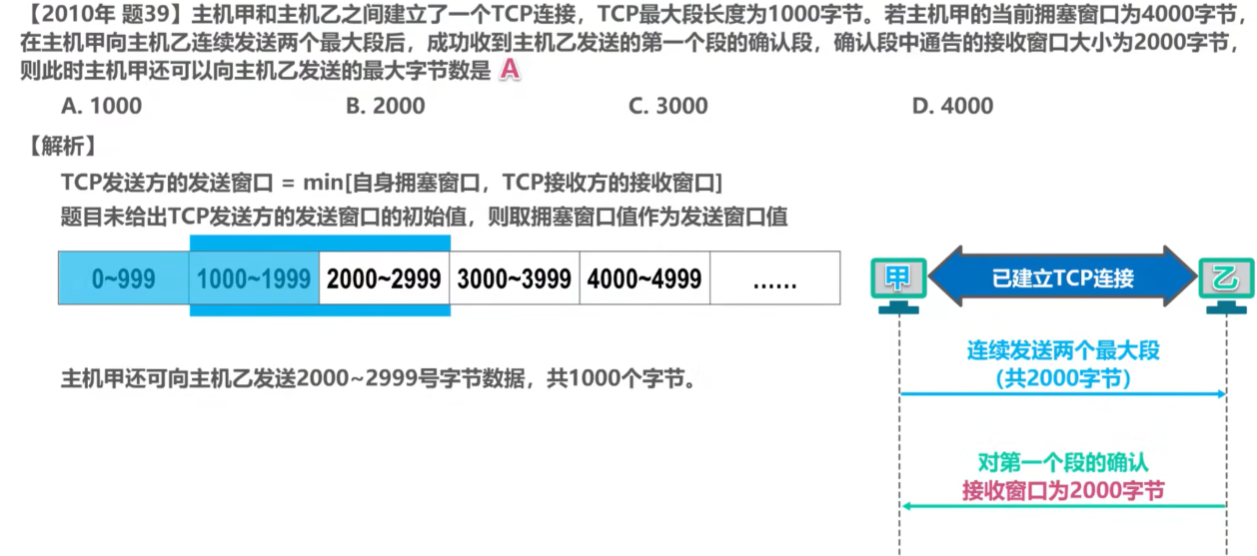 【2010年 题39】主机甲和主机乙之间建立了一个TCP连接，TCP最大段长度为1000字节。若主机甲的当前拥塞窗口为4000字节，
在主机甲向主机乙连续发送两个最大段后，成功收到主机乙发送的第一个段的确认段，确认段中通告的接收窗口大小为2000字节，
则此时主机甲还可以向主机乙发送的最大字节数是 A
A. 1000 B. 2000 C. 3000 D. 4000
【解析】
TCP发送方的发送窗口 = min[自身拥塞窗口，TCP接收方的接收窗口]
题目未给出TCP发送方的发送窗口的初始值，则取拥塞窗口值作为发送窗口值
0~999 1000~1999 2000~2999 3000~3999 4000~4999 ......
甲 已建立TCP连接 乙
连续发送两个最大段
(共2000字节)
主机甲还可向主机乙发送2000~2999号字节数据，共1000个字节。
对第一个段的确认
接收窗口为2000字节